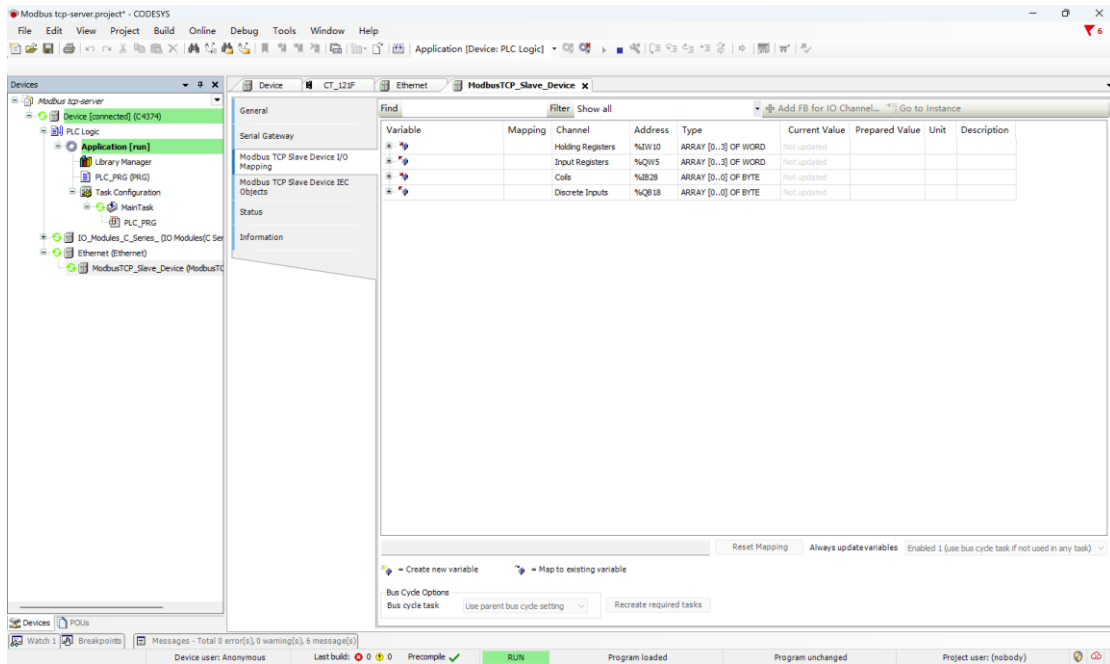 Modbus tcp-server.project* - CODESYS
File Edit View Project Build Online Debug Tools Window Help
Application [Device: PLC Logic]
6
Devices
Modbus tcp-server
Device [connected] (C4374)
PLC Logic
Application [run]
Library Manager
PLC_PRG (PRG)
Task Configuration
MainTask
PLC_PRG
IO_Modules_C_Series_ (IO Modules(C Ser
Ethernet (Ethernet)
ModbusTCP_Slave_Device (ModbusTC
Devices POUs
Device CT_121F Ethernet ModbusTCP_Slave_Device
General
Serial Gateway
Modbus TCP Slave Device I/O
Mapping
Modbus TCP Slave Device IEC
Objects
Status
Information
Find Filter Show all Add FB for IO Channel... Go to Instance
Variable Mapping Channel Address Type Current Value Prepared Value Unit Description
Holding Registers %IW10 ARRAY [0..3] OF WORD Not updated
Input Registers %QW5 ARRAY [0..3] OF WORD Not updated
Coils %IB28 ARRAY [0..0] OF BYTE Not updated
Discrete Inputs %QB18 ARRAY [0..0] OF BYTE Not updated
Reset Mapping Always update variables Enabled 1 (use bus cycle task if not used in any task)
= Create new variable = Map to existing variable
Bus Cycle Options
Bus cycle task Use parent bus cycle setting Recreate required tasks
Watch 1 Breakpoints Messages - Total 0 error(s), 0 warning(s), 6 message(s)
Device user: Anonymous Last build: 0 0 Precompile RUN Program loaded Program unchanged Project user: (nobody)